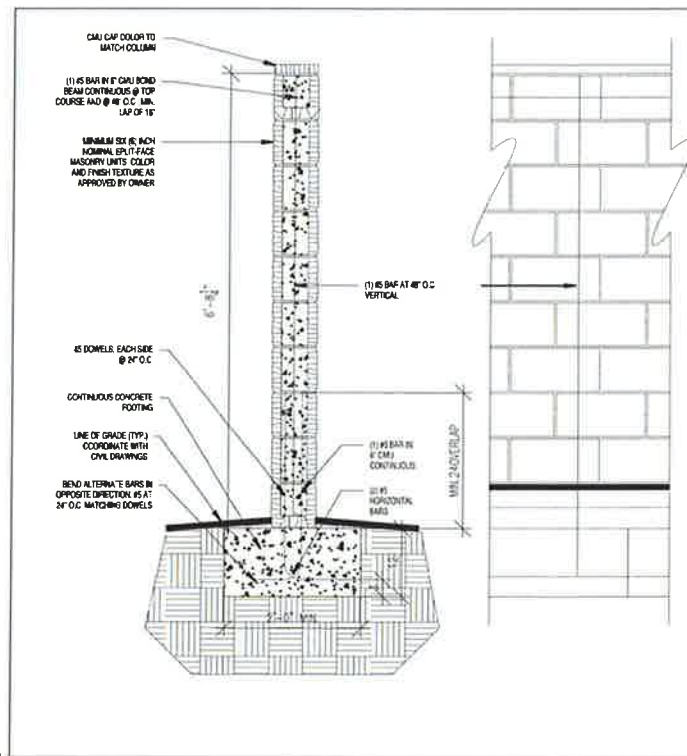 CMU CAP COLOR TO
MATCH COLUMN
(1) #5 BAR IN 6" CMU BOND
BEAM CONTINUOUS @ TOP
COURSE AND @ 48" O.C. MIN.
LAP OF 16"
MINIMUM SIX (6) INCH
NOMINAL SPLIT-FACE
MASONRY UNITS COLOR
AND FINISH TEXTURE AS
APPROVED BY OWNER
(1) #5 BAR AT 48" O.C.
VERTICAL
#5 DOWELS, EACH SIDE
@ 24" O.C.
CONTINUOUS CONCRETE
FOOTING
LINE OF GRADE (TYP.)
COORDINATE WITH
CIVIL DRAWINGS
BEND ALTERNATE BARS IN
OPPOSITE DIRECTION. #5 AT
24" O.C. MATCHING DOWELS
(1) #5 BAR IN
6" CMU
CONTINUOUS
HORIZONTAL
BARS
MIN. 24 OVERLAP
2'-0" MIN.